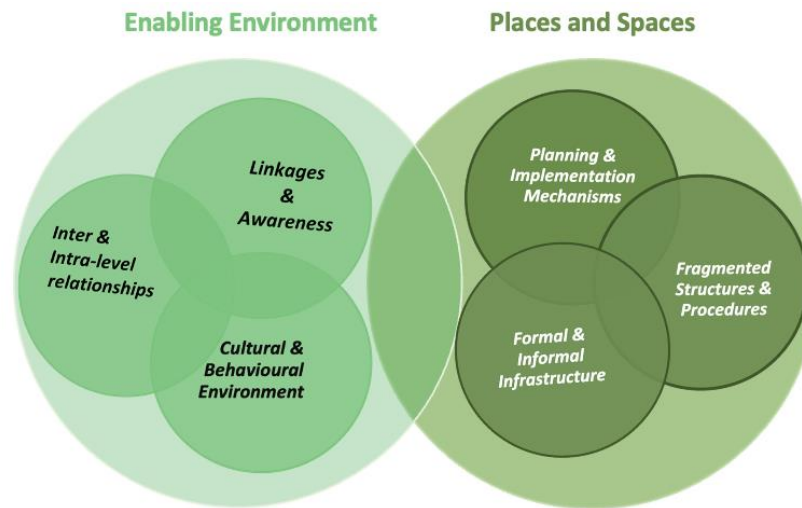 Enabling Environment
Places and Spaces
Linkages
&
Awareness
Inter &
Intra-level
relationships
Cultural &
Behavioural
Environment
Planning &
Implementation
Mechanisms
Fragmented
Structures &
Procedures
Formal &
Informal
Infrastructure